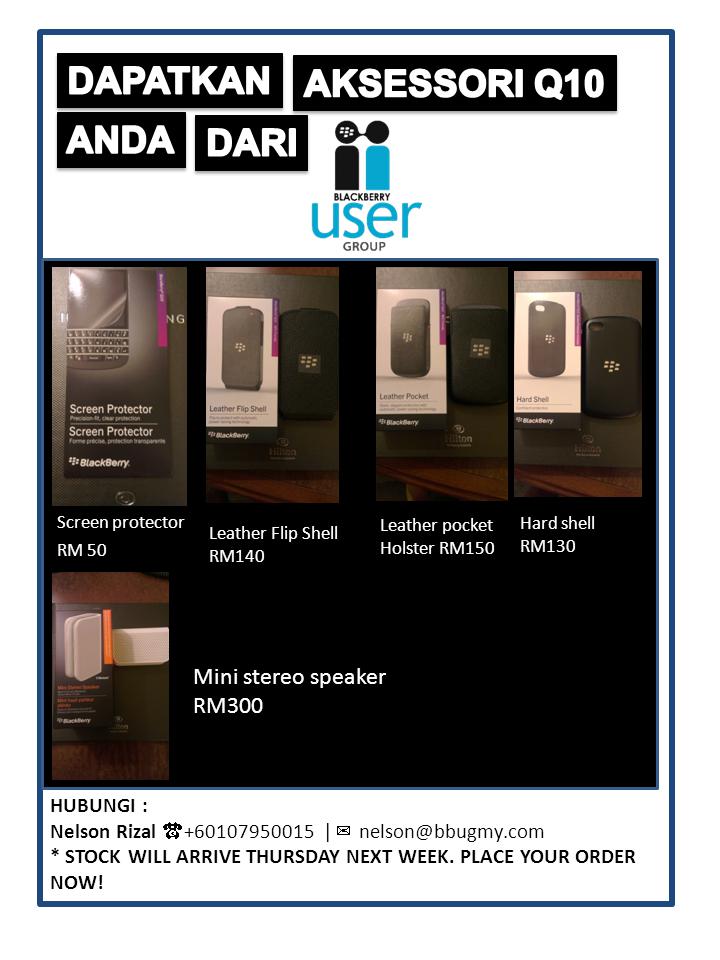 DAPATKAN AKSESSORI Q10
ANDA DARI
BLACKBERRY
user
GROUP
Screen Protector
Precision-fit, clear protection
Screen Protector
Forme précise, protection transparente
BlackBerry.
Leather Flip Shell
BlackBerry.
Hilton
Leather Pocket
BlackBerry.
Hilton
Hard Shell
BlackBerry.
Hilton
Screen protector
RM 50
Leather Flip Shell
RM140
Leather pocket
Holster RM150
Hard shell
RM130
Mini Stereo Speaker
BlackBerry
Hilton
Mini stereo speaker
RM300
HUBUNGI :
Nelson Rizal ☎+60107950015 | ✉ nelson@bbugmy.com
* STOCK WILL ARRIVE THURSDAY NEXT WEEK. PLACE YOUR ORDER
NOW!